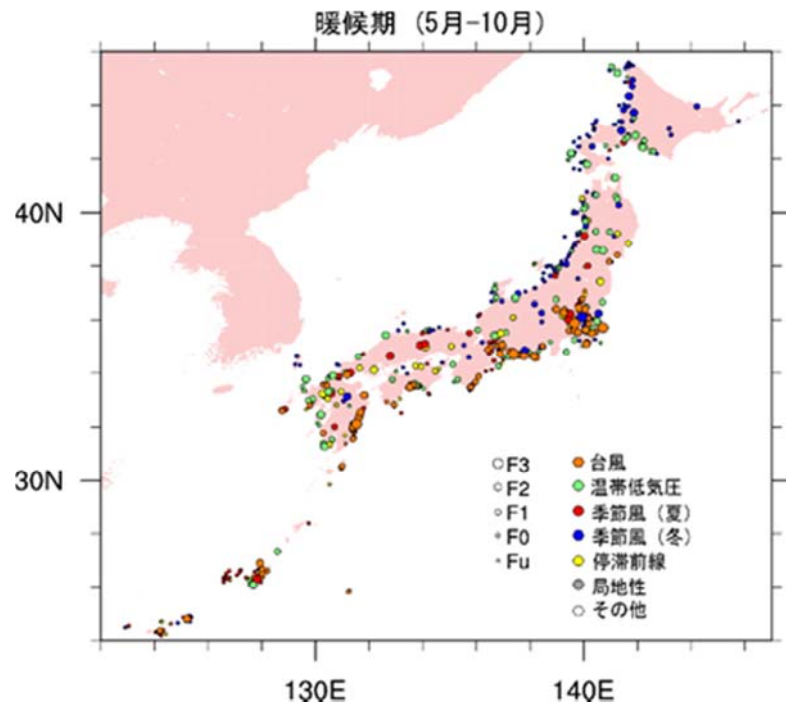 暖候期 (5月-10月)
40N
30N
F3
F2
F1
F0
Fu
台風
温帯低気圧
季節風 (夏)
季節風 (冬)
停滞前線
局地性
その他
130E
140E